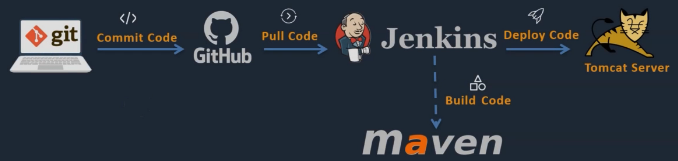 git
Commit Code
GitHub
Pull Code
Jenkins
Deploy Code
Tomcat Server
Build Code
maven